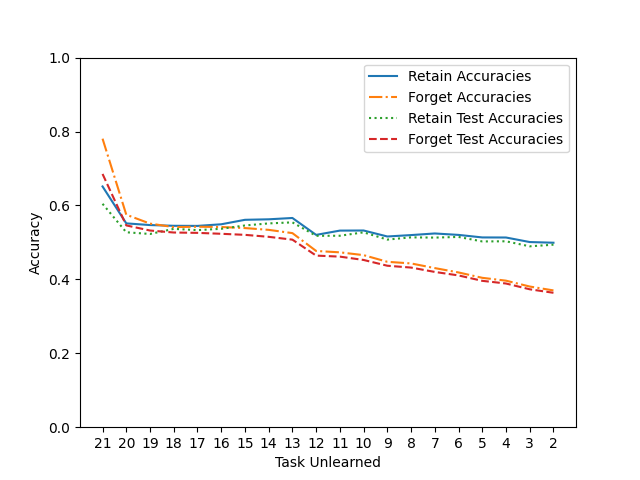 1.0
0.8
0.6
0.4
0.2
0.0
Accuracy
Retain Accuracies
Forget Accuracies
Retain Test Accuracies
Forget Test Accuracies
21 20 19 18 17 16 15 14 13 12 11 10 9 8 7 6 5 4 3 2
Task Unlearned